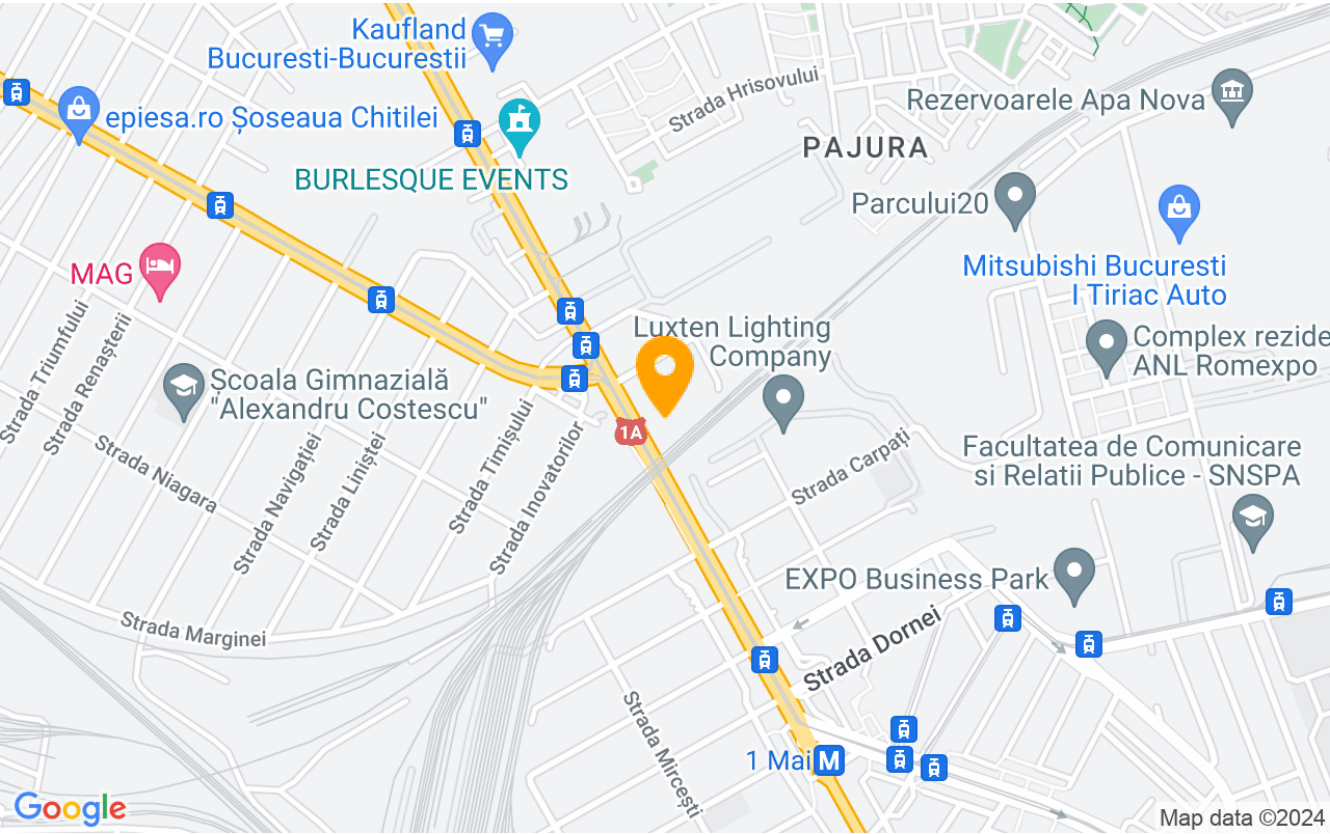 Kaufland
Bucuresti-Bucurestii
epiesa.ro Șoseaua Chitilei
BURLESQUE EVENTS
Strada Hrisovului
PAJURA
Rezervoarele Apa Nova
Parcului20
Mitsubishi Bucuresti
I Tiriac Auto
MAG
Luxten Lighting
Company
Complex rezide
ANL Romexpo
Strada Triumfului
Strada Renașterii
Școala Gimnazială
"Alexandru Costescu"
1A
Strada Niagara
Strada Navigației
Strada Liniștei
Strada Timișului
Strada Inovatorilor
Strada Carpați
Facultatea de Comunicare
si Relatii Publice - SNSPA
EXPO Business Park
Strada Marginei
Strada Dornei
Strada Mircești
1 Mai M
Google
Map data ©2024